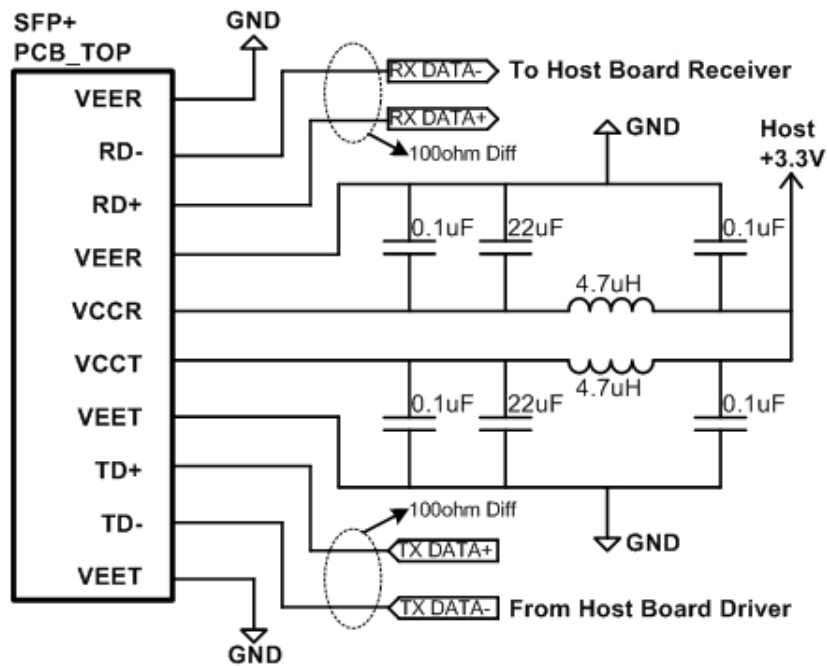 SFP+
PCB_TOP
GND
VEER
RD-
RD+
VEER
VCCR
VCCT
VEET
TD+
TD-
VEET
GND
RX DATA- To Host Board Receiver
RX DATA+
100ohm Diff
GND
Host
+3.3V
0.1uF 22uF 0.1uF
4.7uH
4.7uH
0.1uF 22uF 0.1uF
100ohm Diff
GND
TX DATA+
TX DATA- From Host Board Driver